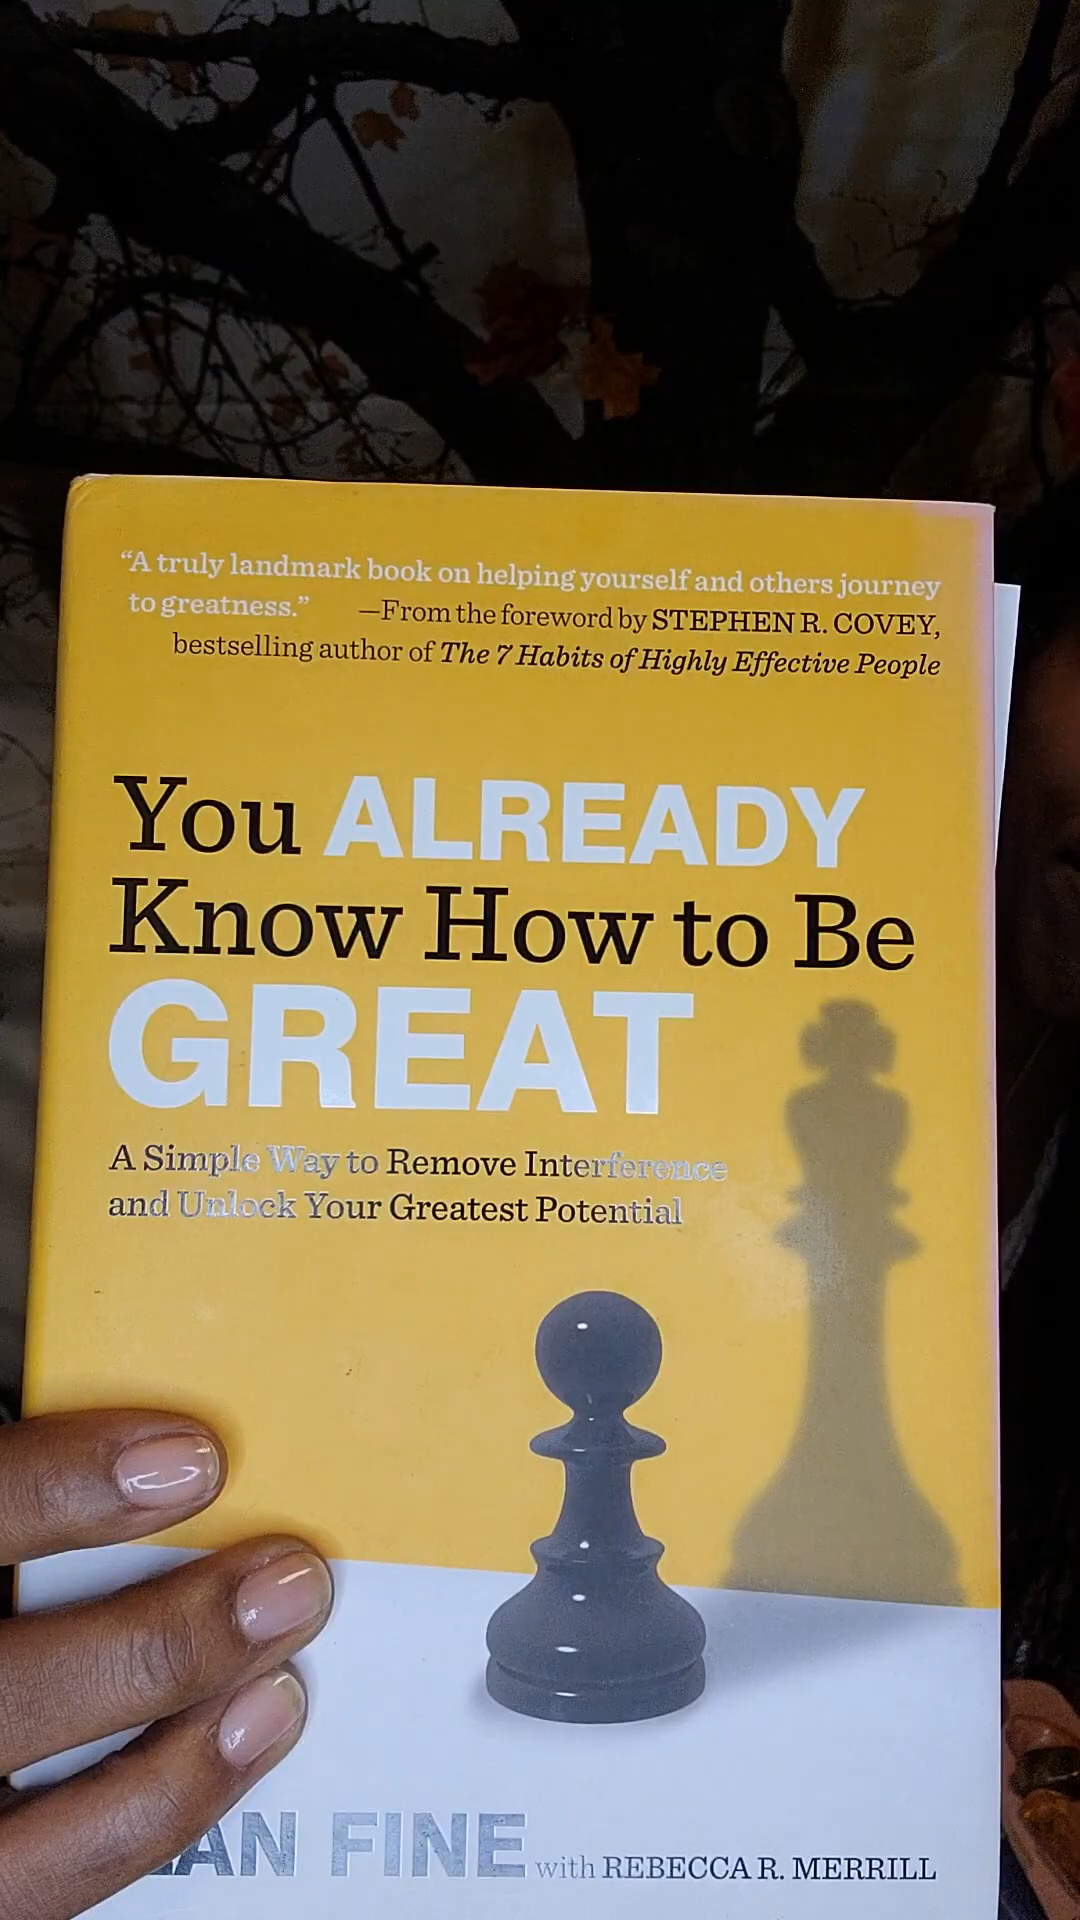 “A truly landmark book on helping yourself and others journey
to greatness.” —From the foreword by STEPHEN R. COVEY,
bestselling author of The 7 Habits of Highly Effective People
You ALREADY
Know How to Be
GREAT
A Simple Way to Remove Interference
and Unlock Your Greatest Potential
FINE with REBECCA R. MERRILL